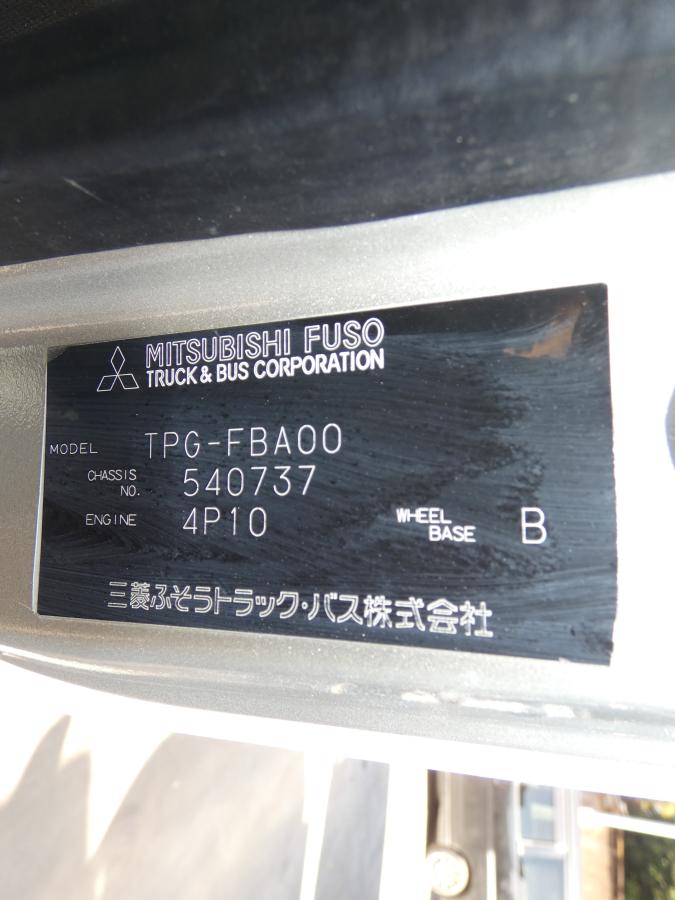 MITSUBISHI FUSO
TRUCK & BUS CORPORATION
MODEL TPG-FBA00
CHASSIS NO. 540737
ENGINE 4P10 WHEEL BASE B
三菱ふそうトラック・バス株式会社